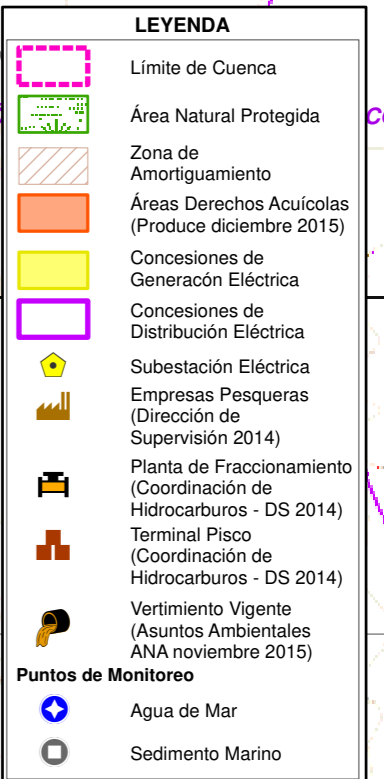 LEYENDA
Límite de Cuenca
Área Natural Protegida
Zona de
Amortiguamiento
Áreas Derechos Acuícolas
(Produce diciembre 2015)
Concesiones de
Generacón Eléctrica
Concesiones de
Distribución Eléctrica
Subestación Eléctrica
Empresas Pesqueras
(Dirección de
Supervisión 2014)
Planta de Fraccionamiento
(Coordinación de
Hidrocarburos - DS 2014)
Terminal Pisco
(Coordinación de
Hidrocarburos - DS 2014)
Vertimiento Vigente
(Asuntos Ambientales
ANA noviembre 2015)
Puntos de Monitoreo
Agua de Mar
Sedimento Marino